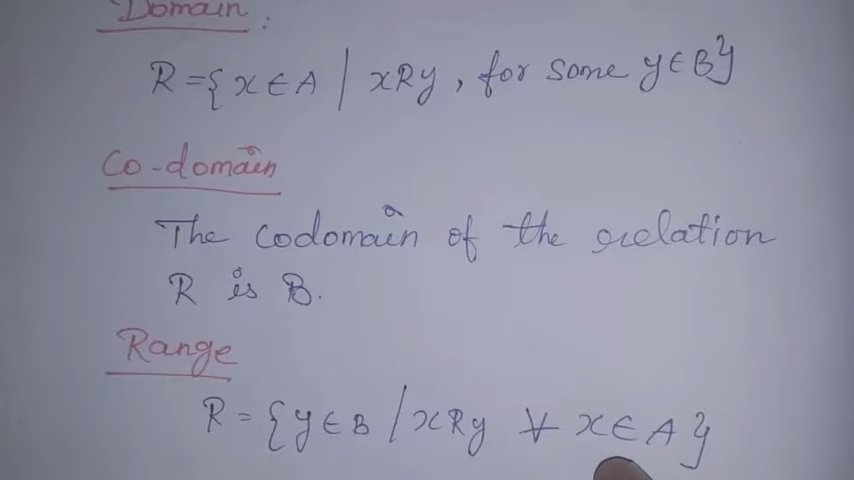 Domain :
R = {x ∈ A | xRy, for some y ∈ B}
Co-domain
The codomain of the relation
R is B.
Range
R = {y ∈ B / xRy ∀ x ∈ A}